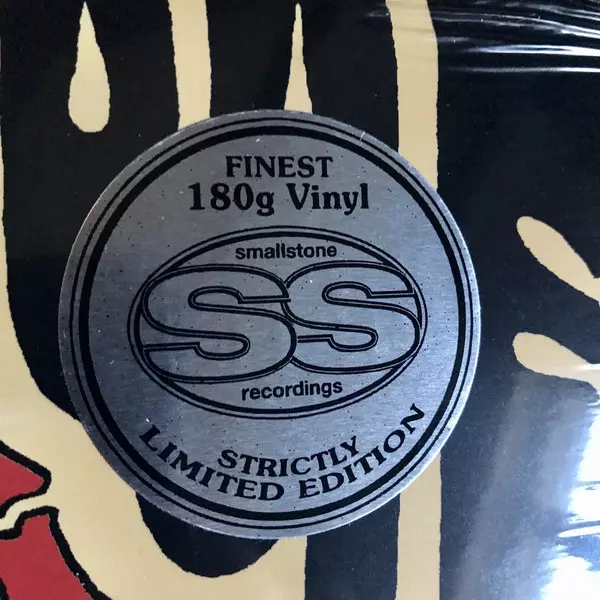 FINEST
180g Vinyl
smallstone
SS
recordings
STRICTLY
LIMITED EDITION